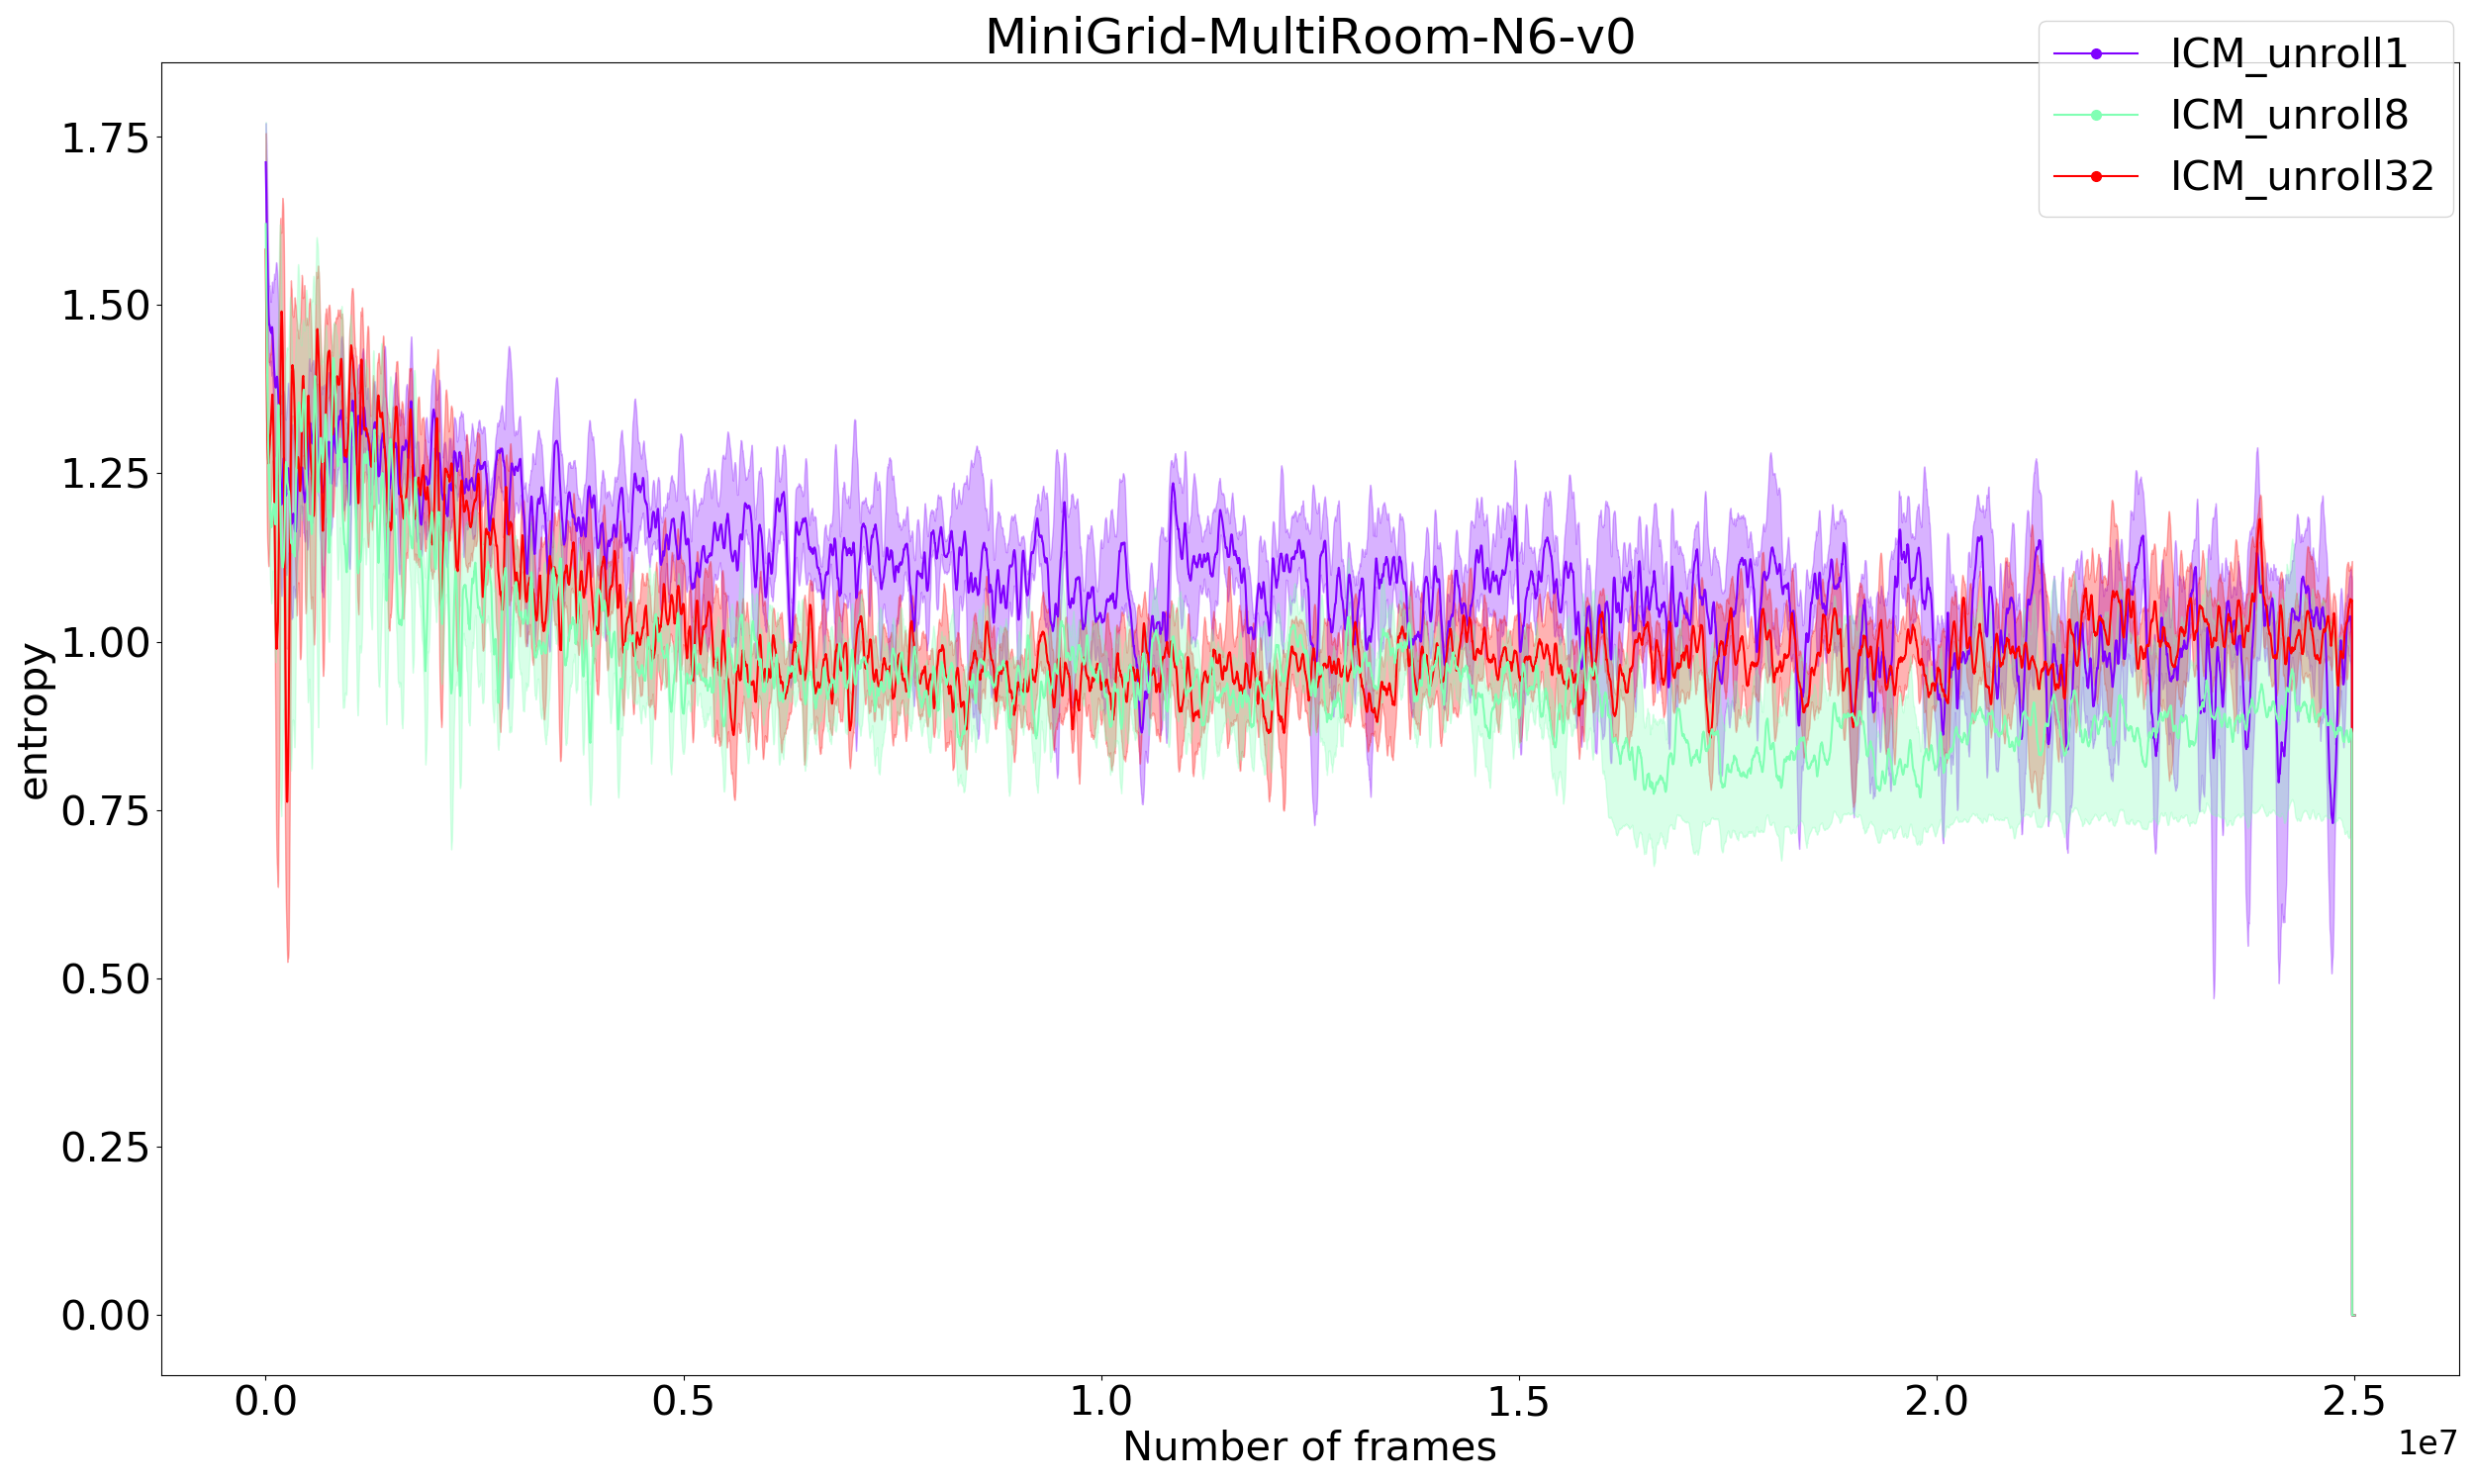 MiniGrid-MultiRoom-N6-v0
ICM_unroll1
ICM_unroll8
ICM_unroll32
entropy
1.75
1.50
1.25
1.00
0.75
0.50
0.25
0.00
0.0 0.5 1.0 1.5 2.0 2.5
Number of frames
1e7